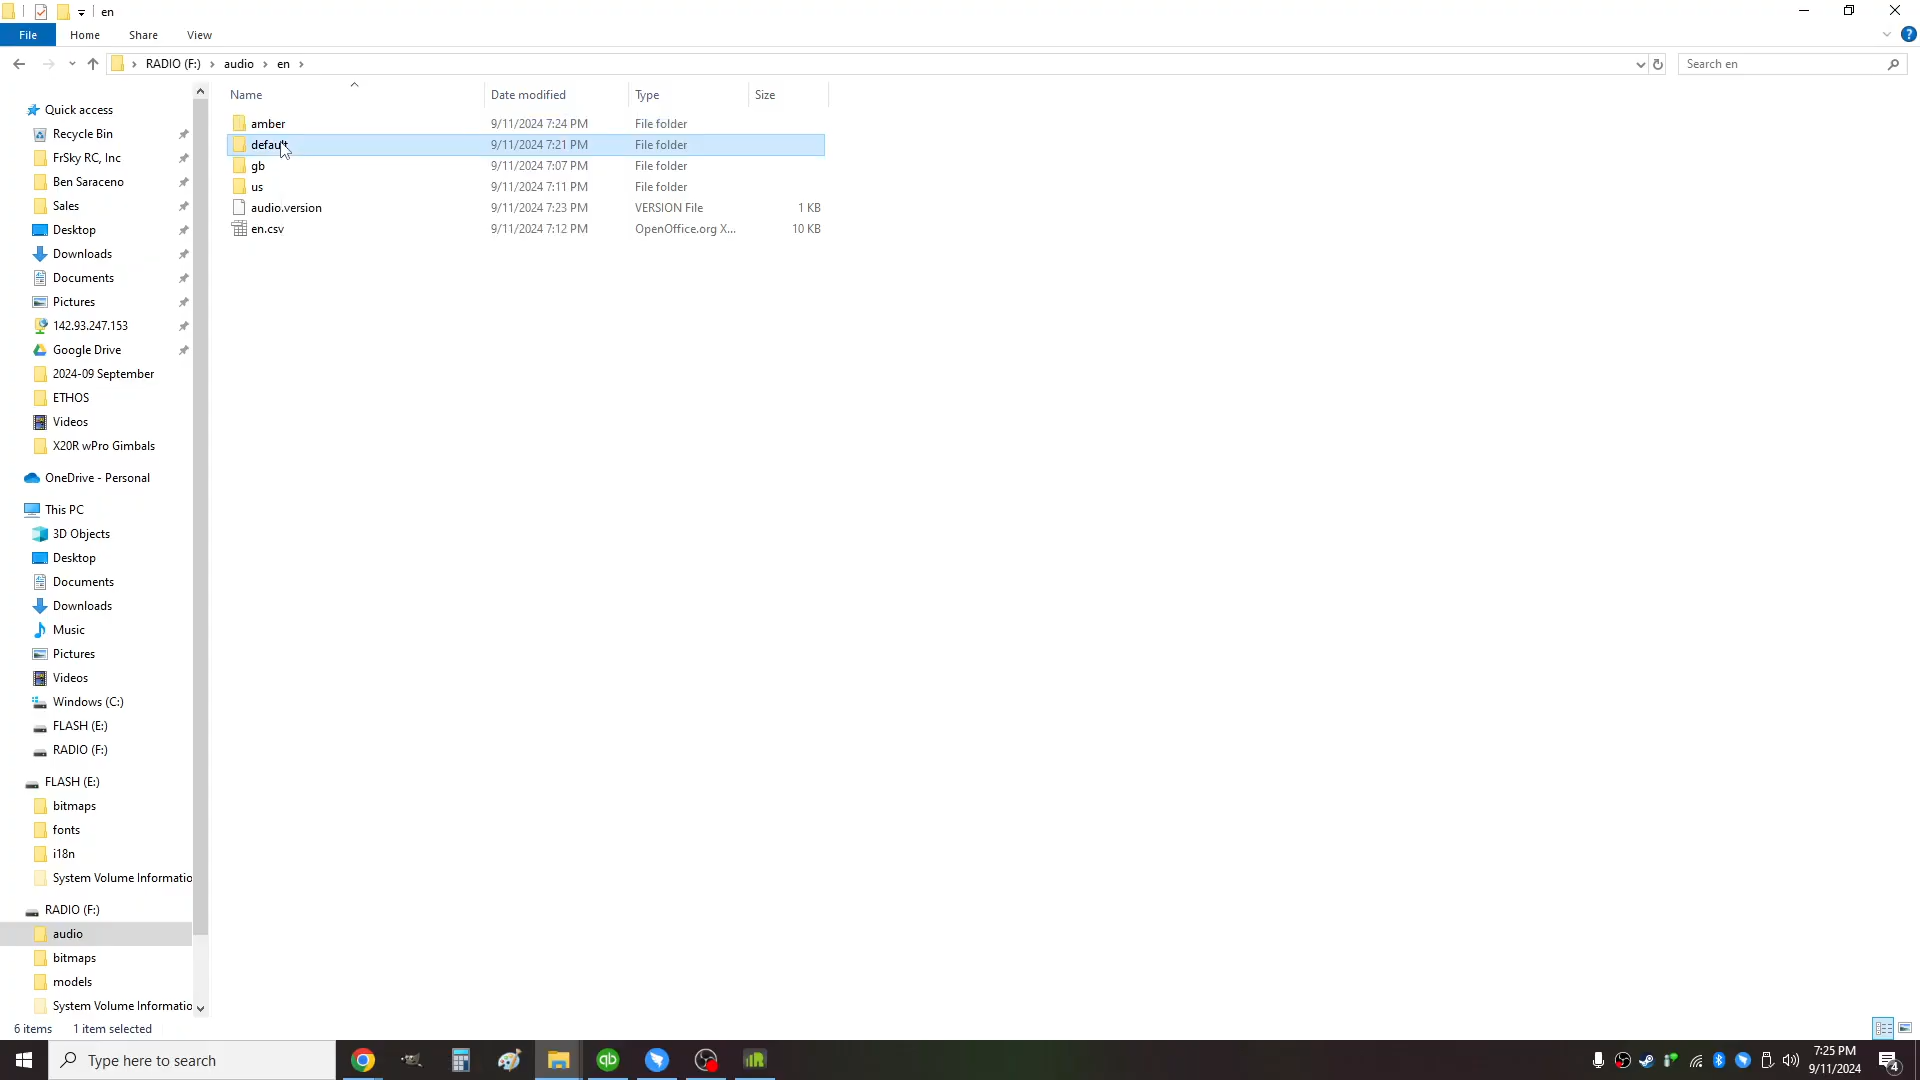 en
File Home Share View
RADIO (F:) audio en Search en
Name Date modified Type Size
amber 9/11/2024 7:24 PM File folder
default 9/11/2024 7:21 PM File folder
gb 9/11/2024 7:07 PM File folder
us 9/11/2024 7:11 PM File folder
audio.version 9/11/2024 7:23 PM VERSION File 1 KB
en.csv 9/11/2024 7:12 PM OpenOffice.org X... 10 KB
Quick access
Recycle Bin
FrSky RC, Inc
Ben Saraceno
Sales
Desktop
Downloads
Documents
Pictures
142.93.247.153
Google Drive
2024-09 September
ETHOS
Videos
X20R wPro Gimbals
OneDrive - Personal
This PC
3D Objects
Desktop
Documents
Downloads
Music
Pictures
Videos
Windows (C:)
FLASH (E:)
RADIO (F:)
FLASH (E:)
bitmaps
fonts
i18n
System Volume Informatio
RADIO (F:)
audio
bitmaps
models
System Volume Informatio
6 items 1 item selected
Type here to search
qb
7:25 PM
9/11/2024
4